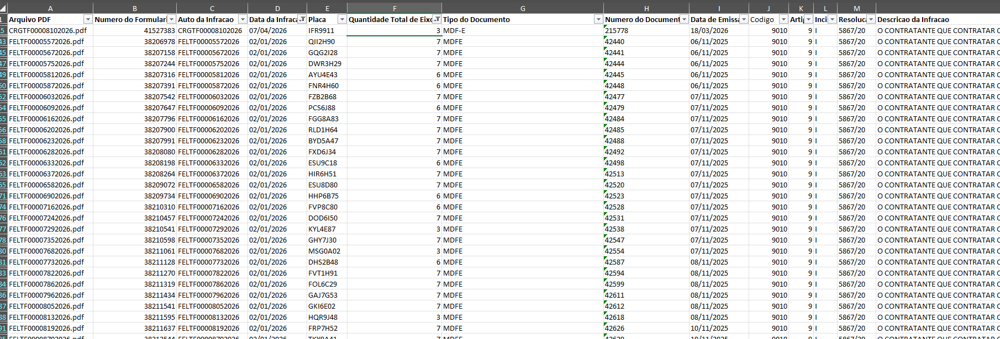 A B C D E F G H I J K L M
1 Arquivo PDF Numero do Formulari Auto da Infracao Data da Infraca Placa Quantidade Total de Eixo Tipo do Documento Numero do Document Data de Emissa Codigo Artig Inci Resoluca Descricao da Infracao
CRGTF00008102026.pdf 41527383 CRGTF00008102026 07/04/2026 IFR9911 3 MDF-E 215778 18/03/2026 9010 9 I 5867/20 O CONTRATANTE QUE CONTRATAR
FELTF00005572026.pdf 38206978 FELTF00005572026 02/01/2026 QII2H90 7 MDFE 42440 06/11/2025 9010 9 I 5867/20 O CONTRATANTE QUE CONTRATAR
FELTF00005672026.pdf 38207158 FELTF00005672026 02/01/2026 GQG2I28 7 MDFE 42441 06/11/2025 9010 9 I 5867/20 O CONTRATANTE QUE CONTRATAR
FELTF00005752026.pdf 38207244 FELTF00005752026 02/01/2026 DWR3H29 7 MDFE 42444 06/11/2025 9010 9 I 5867/20 O CONTRATANTE QUE CONTRATAR
FELTF00005812026.pdf 38207316 FELTF00005812026 02/01/2026 AYU4E43 6 MDFE 42445 06/11/2025 9010 9 I 5867/20 O CONTRATANTE QUE CONTRATAR
FELTF00005872026.pdf 38207391 FELTF00005872026 02/01/2026 FNR4H60 6 MDFE 42448 06/11/2025 9010 9 I 5867/20 O CONTRATANTE QUE CONTRATAR
FELTF00006032026.pdf 38207542 FELTF00006032026 02/01/2026 FZB2B68 7 MDFE 42477 07/11/2025 9010 9 I 5867/20 O CONTRATANTE QUE CONTRATAR
FELTF00006092026.pdf 38207647 FELTF00006092026 02/01/2026 PCS6J88 6 MDFE 42479 07/11/2025 9010 9 I 5867/20 O CONTRATANTE QUE CONTRATAR
FELTF00006162026.pdf 38207796 FELTF00006162026 02/01/2026 FGG8A83 7 MDFE 42484 07/11/2025 9010 9 I 5867/20 O CONTRATANTE QUE CONTRATAR
FELTF00006202026.pdf 38207900 FELTF00006202026 02/01/2026 RLD1H64 7 MDFE 42485 07/11/2025 9010 9 I 5867/20 O CONTRATANTE QUE CONTRATAR
FELTF00006232026.pdf 38207991 FELTF00006232026 02/01/2026 BYD5A47 7 MDFE 42488 07/11/2025 9010 9 I 5867/20 O CONTRATANTE QUE CONTRATAR
FELTF00006282026.pdf 38208080 FELTF00006282026 02/01/2026 FXD6J34 7 MDFE 42492 07/11/2025 9010 9 I 5867/20 O CONTRATANTE QUE CONTRATAR
FELTF00006332026.pdf 38208198 FELTF00006332026 02/01/2026 ESU9C18 6 MDFE 42498 07/11/2025 9010 9 I 5867/20 O CONTRATANTE QUE CONTRATAR
FELTF00006372026.pdf 38208264 FELTF00006372026 02/01/2026 HIR6H51 7 MDFE 42513 07/11/2025 9010 9 I 5867/20 O CONTRATANTE QUE CONTRATAR
FELTF00006582026.pdf 38209072 FELTF00006582026 02/01/2026 ESU8D80 7 MDFE 42520 07/11/2025 9010 9 I 5867/20 O CONTRATANTE QUE CONTRATAR
FELTF00006902026.pdf 38209734 FELTF00006902026 02/01/2026 HHP6B75 6 MDFE 42523 07/11/2025 9010 9 I 5867/20 O CONTRATANTE QUE CONTRATAR
FELTF00007162026.pdf 38210310 FELTF00007162026 02/01/2026 FVP8C80 6 MDFE 42528 07/11/2025 9010 9 I 5867/20 O CONTRATANTE QUE CONTRATAR
FELTF00007242026.pdf 38210457 FELTF00007242026 02/01/2026 DOD6I50 7 MDFE 42531 07/11/2025 9010 9 I 5867/20 O CONTRATANTE QUE CONTRATAR
FELTF00007292026.pdf 38210541 FELTF00007292026 02/01/2026 KYL4E87 3 MDFE 42538 07/11/2025 9010 9 I 5867/20 O CONTRATANTE QUE CONTRATAR
FELTF00007352026.pdf 38210598 FELTF00007352026 02/01/2026 GHY7J30 7 MDFE 42547 07/11/2025 9010 9 I 5867/20 O CONTRATANTE QUE CONTRATAR
FELTF00007682026.pdf 38211061 FELTF00007682026 02/01/2026 MSG0A02 3 MDFE 42554 07/11/2025 9010 9 I 5867/20 O CONTRATANTE QUE CONTRATAR
FELTF00007732026.pdf 38211128 FELTF00007732026 02/01/2026 DHS2B48 6 MDFE 42587 08/11/2025 9010 9 I 5867/20 O CONTRATANTE QUE CONTRATAR
FELTF00007822026.pdf 38211270 FELTF00007822026 02/01/2026 FVT1H91 7 MDFE 42594 08/11/2025 9010 9 I 5867/20 O CONTRATANTE QUE CONTRATAR
FELTF00007862026.pdf 38211319 FELTF00007862026 02/01/2026 FOL6C29 7 MDFE 42599 08/11/2025 9010 9 I 5867/20 O CONTRATANTE QUE CONTRATAR
FELTF00007962026.pdf 38211434 FELTF00007962026 02/01/2026 GAJ7G53 7 MDFE 42611 08/11/2025 9010 9 I 5867/20 O CONTRATANTE QUE CONTRATAR
FELTF00008052026.pdf 38211541 FELTF00008052026 02/01/2026 GKI6E02 7 MDFE 42612 08/11/2025 9010 9 I 5867/20 O CONTRATANTE QUE CONTRATAR
FELTF00008132026.pdf 38211595 FELTF00008132026 02/01/2026 HQR9J48 3 MDFE 42618 08/11/2025 9010 9 I 5867/20 O CONTRATANTE QUE CONTRATAR
FELTF00008192026.pdf 38211637 FELTF00008192026 02/01/2026 FRP7H52 7 MDFE 42626 10/11/2025 9010 9 I 5867/20 O CONTRATANTE QUE CONTRATAR